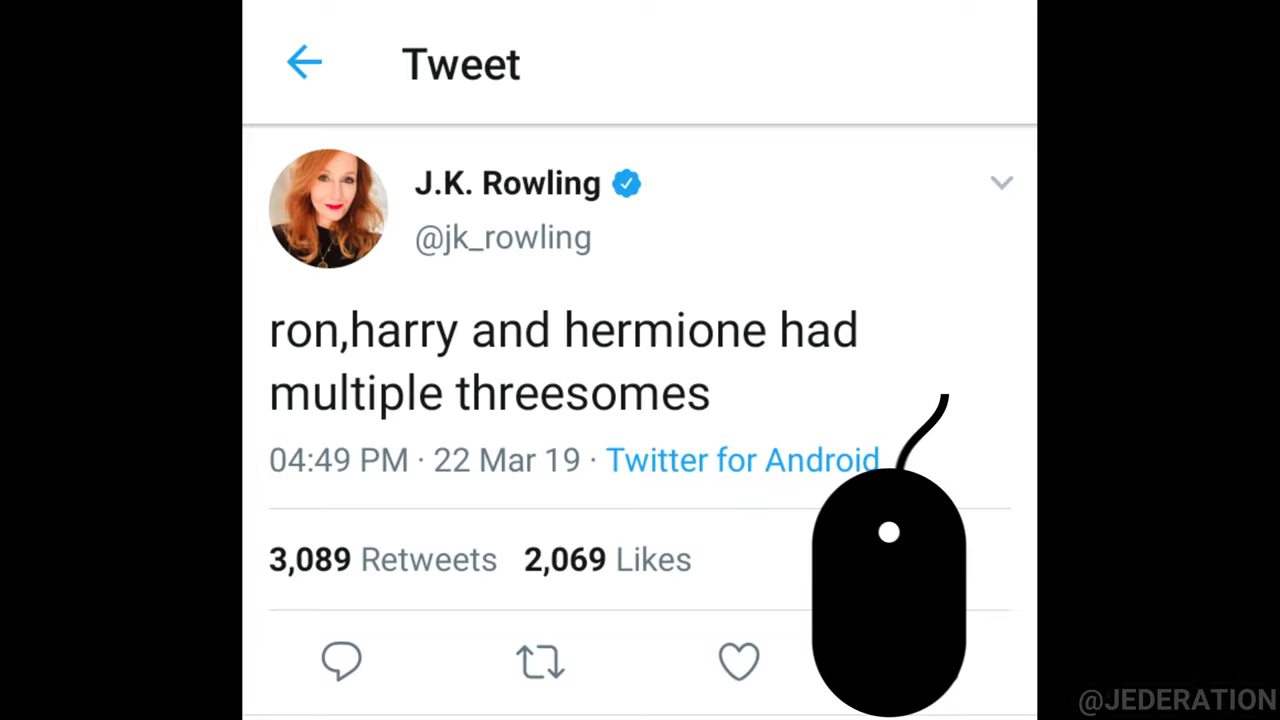 Tweet
J.K. Rowling
@jk_rowling
ron,harry and hermione had
multiple threesomes
04:49 PM · 22 Mar 19 · Twitter for Android
3,089 Retweets 2,069 Likes
@JEDERATION